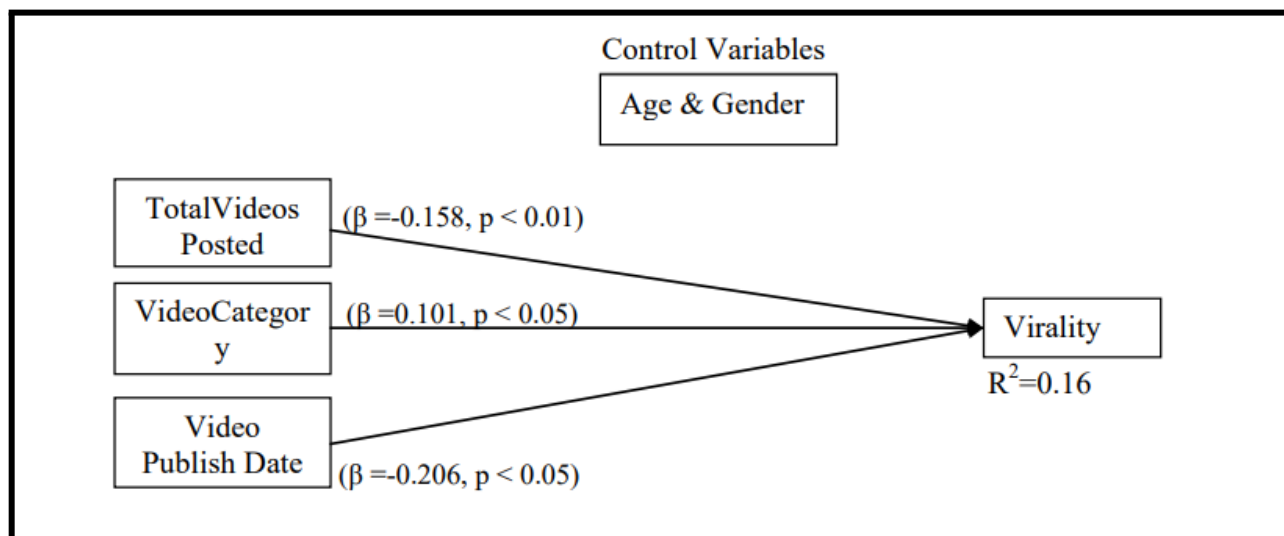 Control Variables
Age & Gender
TotalVideos
Posted
(β =-0.158, p < 0.01)
VideoCategor
y
(β =0.101, p < 0.05)
Virality
R²=0.16
Video
Publish Date
(β =-0.206, p < 0.05)